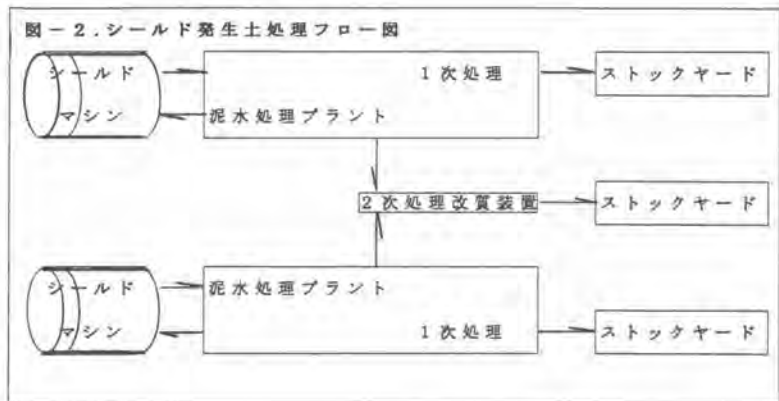 図－２.シールド発生土処理フロー図
シールド
マシン
１次処理
泥水処理プラント
ストックヤード
２次処理改質装置
ストックヤード
シールド
マシン
泥水処理プラント
１次処理
ストックヤード